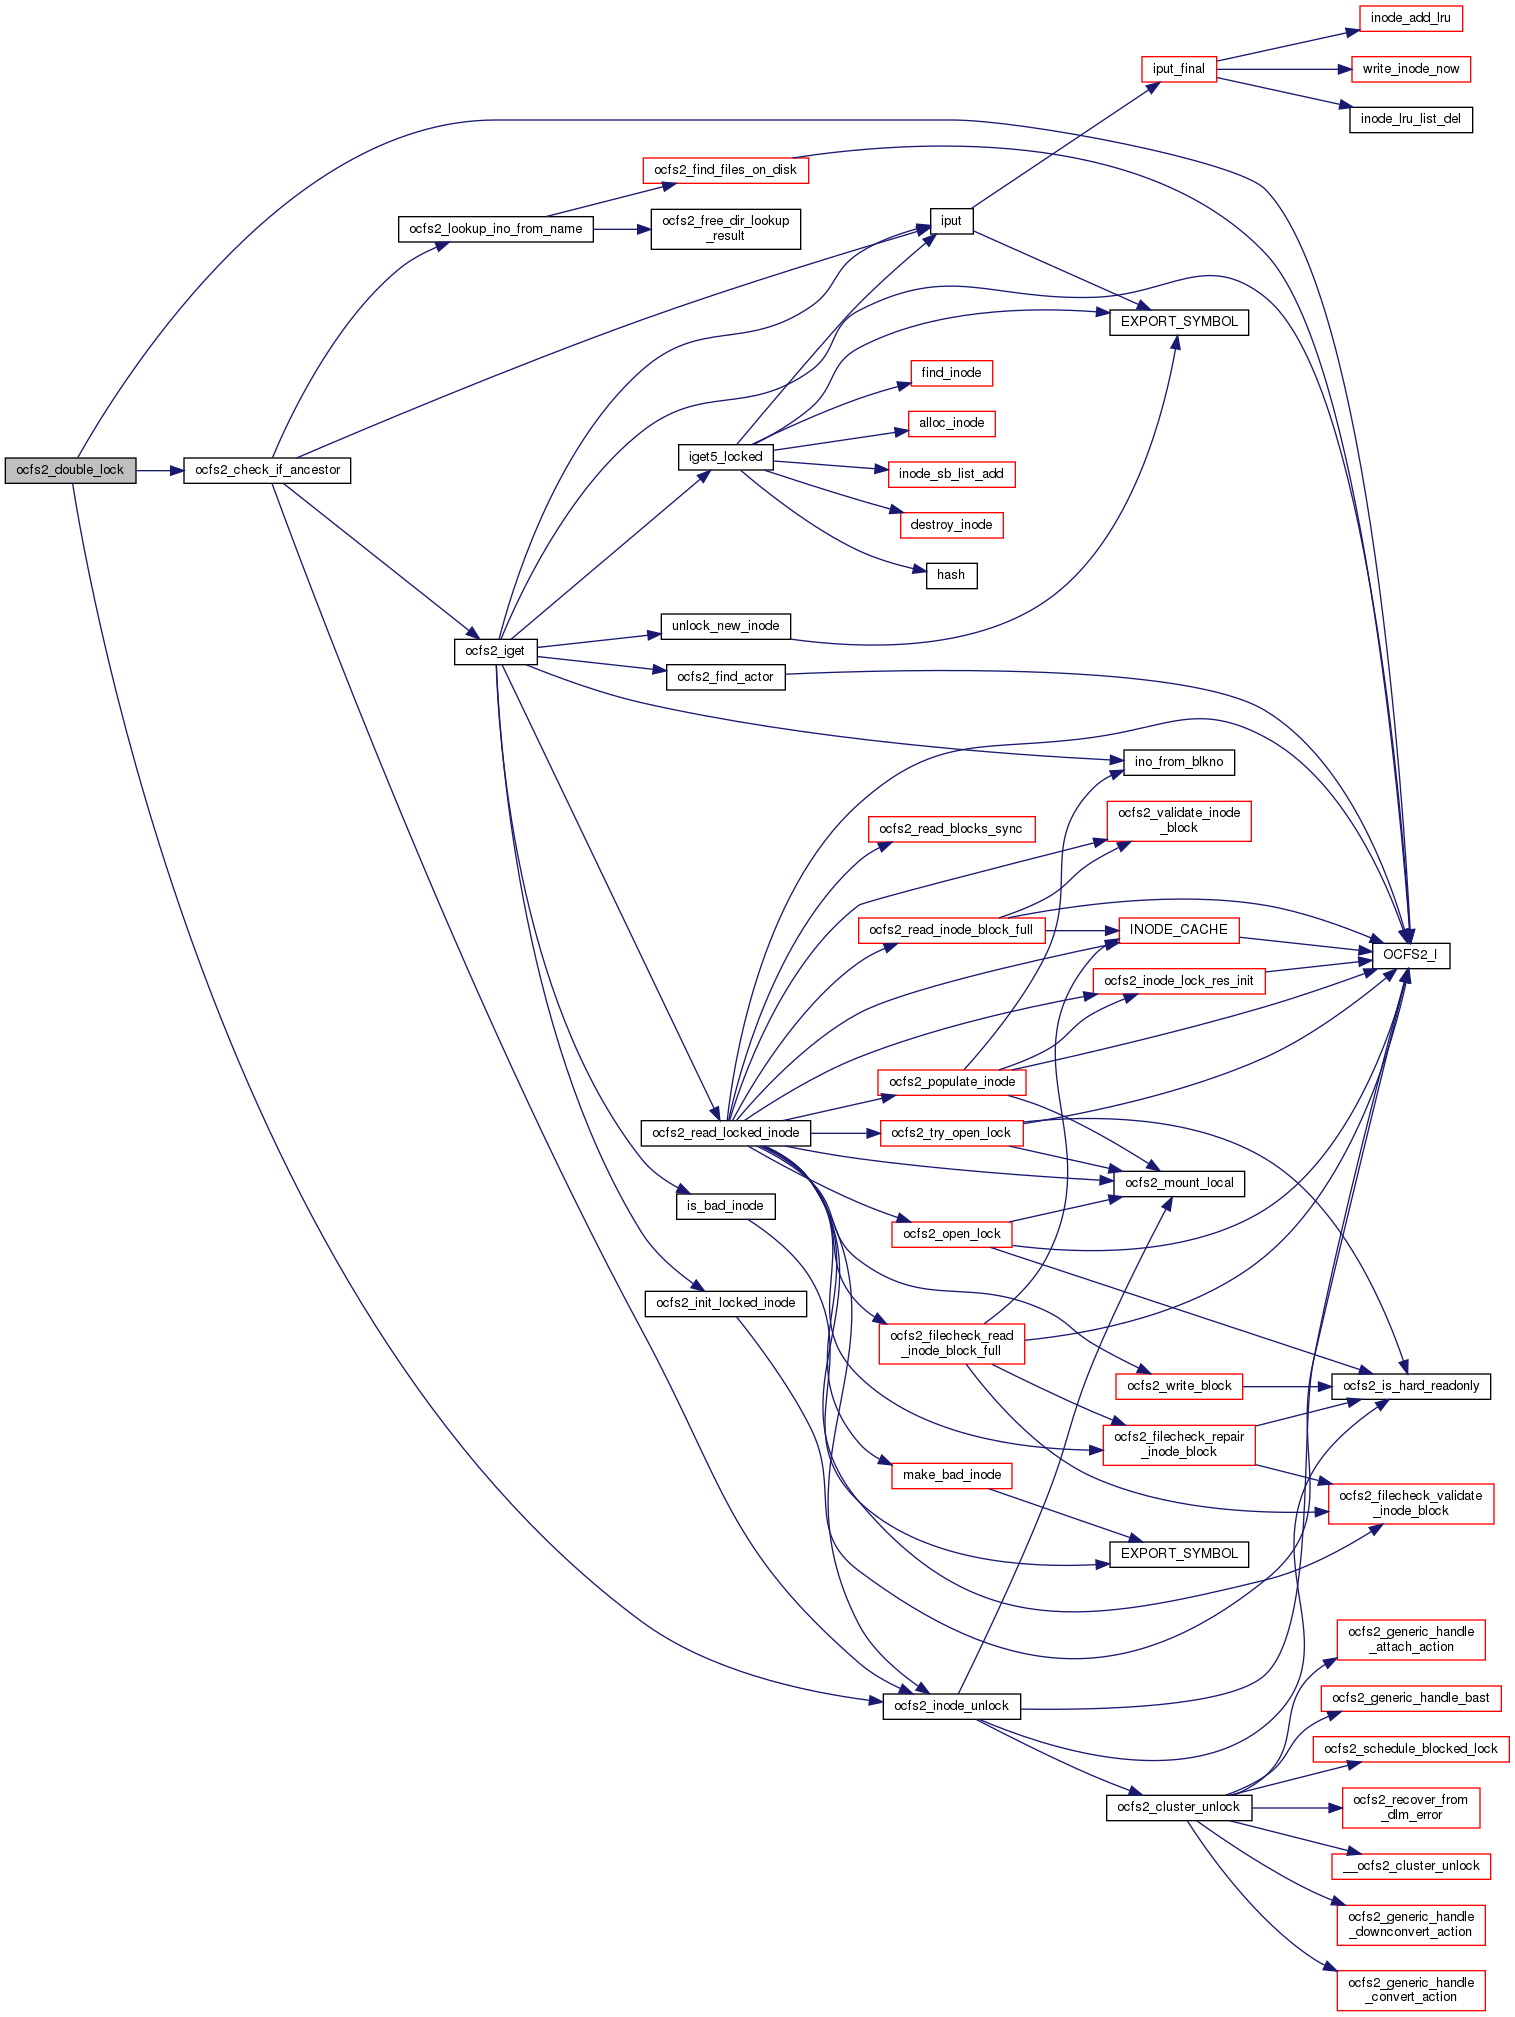 inode_add_lru
iput_final
write_inode_now
inode_lru_list_del
ocfs2_find_files_on_disk
ocfs2_lookup_ino_from_name
ocfs2_free_dir_lookup
_result
iput
EXPORT_SYMBOL
find_inode
alloc_inode
iget5_locked
ocfs2_double_lock
ocfs2_check_if_ancestor
inode_sb_list_add
destroy_inode
hash
unlock_new_inode
ocfs2_iget
ocfs2_find_actor
ino_from_blkno
ocfs2_validate_inode
_block
ocfs2_read_blocks_sync
ocfs2_read_inode_block_full
INODE_CACHE
OCFS2_I
ocfs2_inode_lock_res_init
ocfs2_populate_inode
ocfs2_read_locked_inode
ocfs2_try_open_lock
ocfs2_mount_local
is_bad_inode
ocfs2_open_lock
ocfs2_init_locked_inode
ocfs2_filecheck_read
_inode_block_full
ocfs2_write_block
ocfs2_is_hard_readonly
ocfs2_filecheck_repair
_inode_block
make_bad_inode
ocfs2_filecheck_validate
_inode_block
EXPORT_SYMBOL
ocfs2_generic_handle
_attach_action
ocfs2_generic_handle_bast
ocfs2_inode_unlock
ocfs2_schedule_blocked_lock
ocfs2_cluster_unlock
ocfs2_recover_from
_dlm_error
__ocfs2_cluster_unlock
ocfs2_generic_handle
_downconvert_action
ocfs2_generic_handle
_convert_action